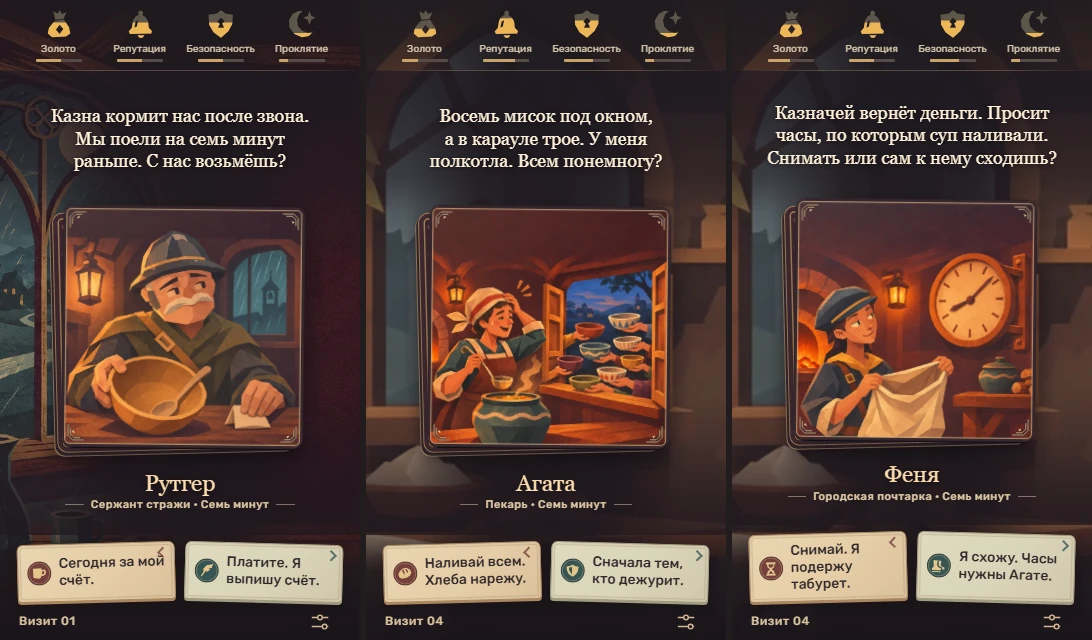 Золото
Репутация
Безопасность
Проклятие
Казна кормит нас после звона.
Мы поели на семь минут
раньше. С нас возьмёшь?
Рутгер
Сержант стражи • Семь минут
Сегодня за мой
счёт.
Платите. Я
выпишу счёт.
Визит 01
Золото
Репутация
Безопасность
Проклятие
Восемь мисок под окном,
а в карауле трое. У меня
полкотла. Всем понемногу?
Агата
Пекарь • Семь минут
Наливай всем.
Хлеба нарежу.
Сначала тем,
кто дежурит.
Визит 04
Золото
Репутация
Безопасность
Проклятие
Казначей вернёт деньги. Просит
часы, по которым суп наливали.
Снимать или сам к нему сходишь?
Феня
Городская почтарка • Семь минут
Снимай. Я
подержу
табурет.
Я схожу. Часы
нужны Агате.
Визит 04